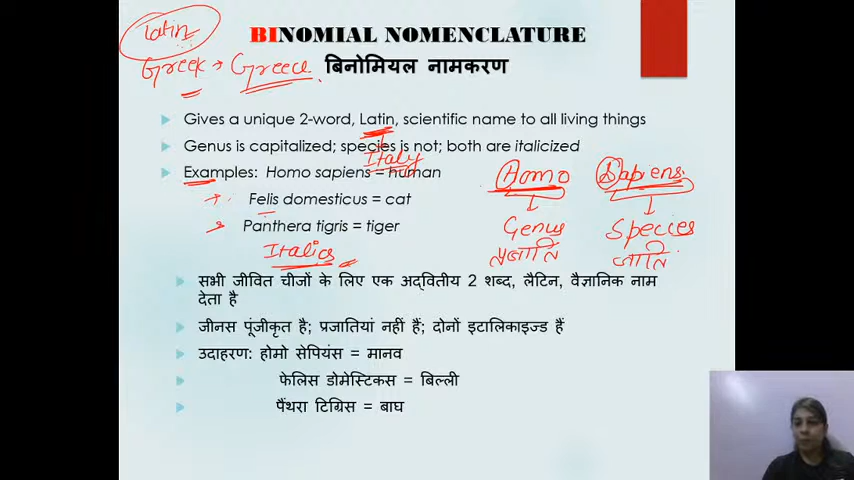 Latin
BINOMIAL NOMENCLATURE
Greek → Greece
बिनोमियल नामकरण
Gives a unique 2-word, Latin, scientific name to all living things
Genus is capitalized; species is not; both are italicized
Italy
Examples: Homo sapiens = human
Homo Sapiens
Felis domesticus = cat
Panthera tigris = tiger
Genus Species
Italics
प्रजाति जाति
सभी जीवित चीजों के लिए एक अद्वितीय 2 शब्द, लैटिन, वैज्ञानिक नाम
देता है
जीनस पूंजीकृत है; प्रजातियां नहीं हैं; दोनों इटालिकाइज्ड हैं
उदाहरण: होमो सेपियंस = मानव
फेलिस डोमेस्टिकस = बिल्ली
पैंथरा टिग्रिस = बाघ